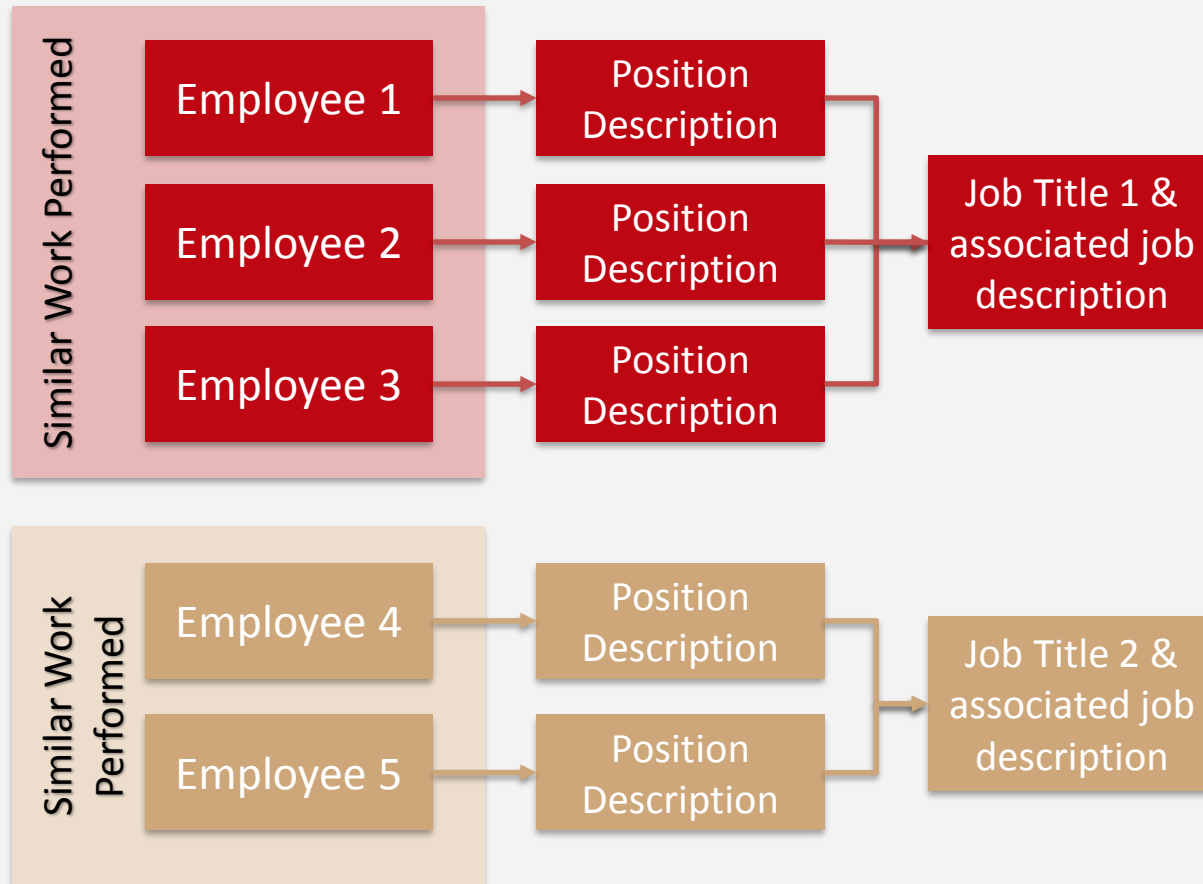 Similar Work Performed
Employee 1
Position
Description
Employee 2
Position
Description
Employee 3
Position
Description
Job Title 1 &
associated job
description
Similar Work
Performed
Employee 4
Position
Description
Employee 5
Position
Description
Job Title 2 &
associated job
description